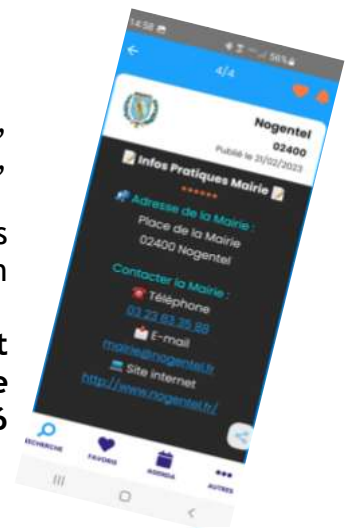 14:58
56%
4/4
Nogentel
02400
Publié le 21/02/2023
Infos Pratiques Mairie
Adresse de la Mairie :
Place de la Mairie
02400 Nogentel
Contacter la Mairie :
Téléphone
03 23 83 35 88
E-mail
mairie@nogentel.fr
Site internet
http://www.nogentel.fr/
RECHERCHE
FAVORIS
AGENDA
AUTRES
,
,
s
n
t
e
6